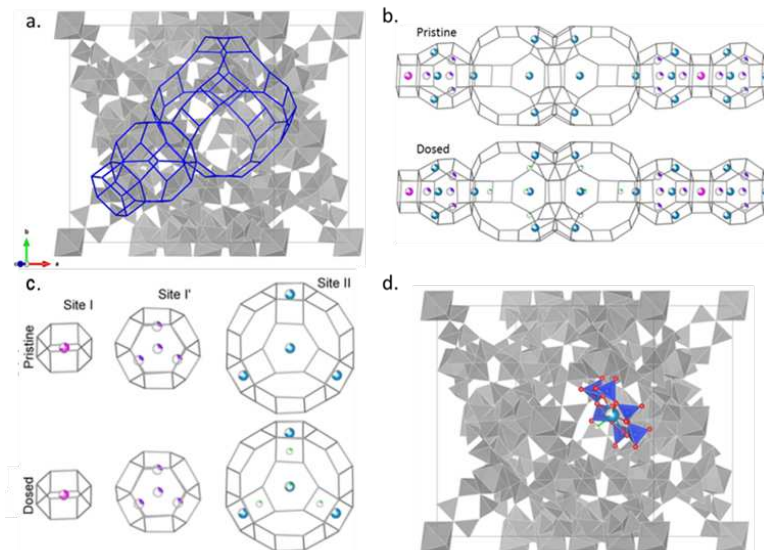 a.
b
a
b.
Pristine
Dosed
c.
Site I
Site I'
Site II
Pristine
Dosed
d.